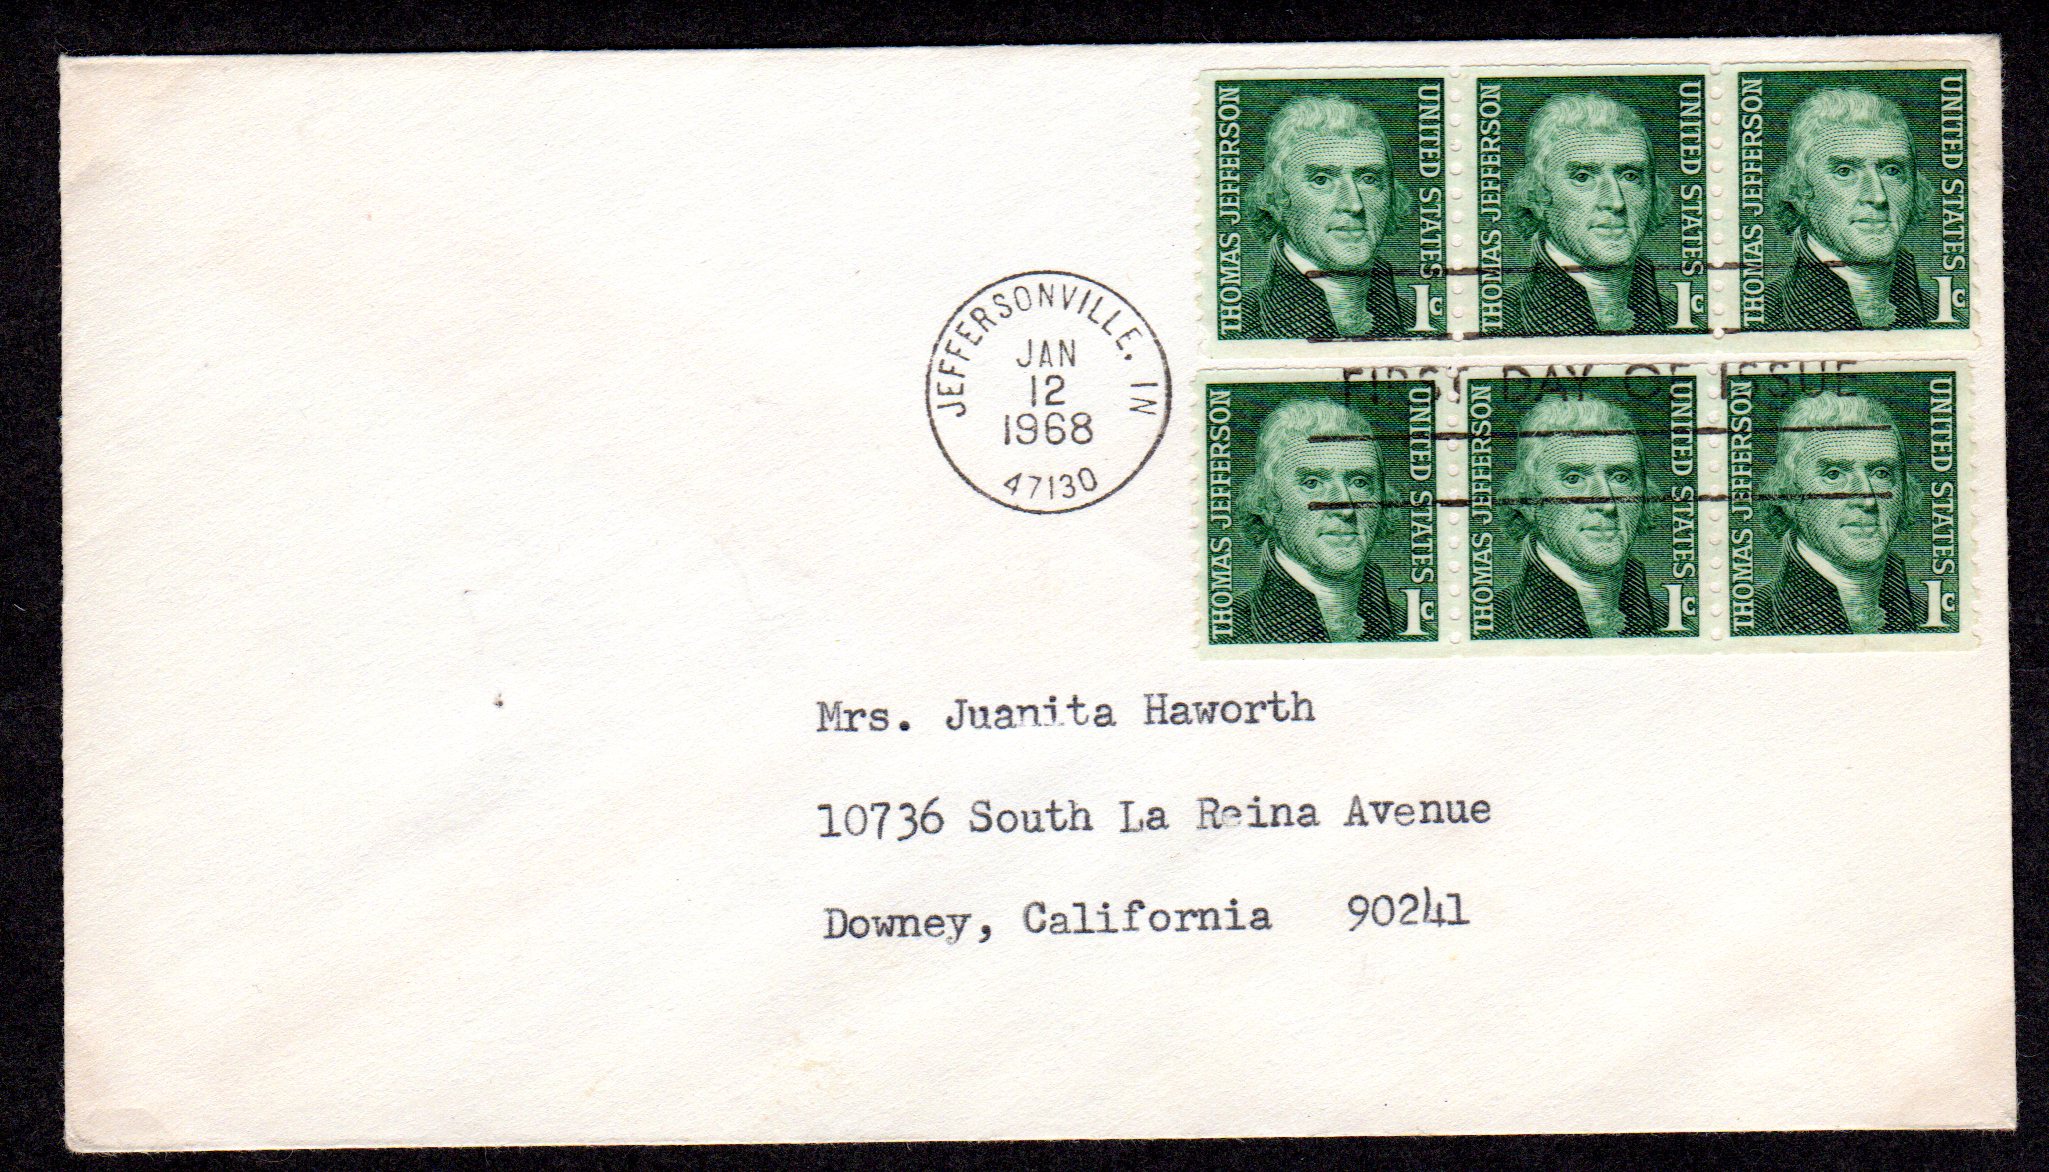 THOMAS JEFFERSON UNITED STATES 1c
THOMAS JEFFERSON UNITED STATES 1c
THOMAS JEFFERSON UNITED STATES 1c
JEFFERSONVILLE, IN
JAN
12
1968
47130
FIRST DAY OF ISSUE
THOMAS JEFFERSON UNITED STATES 1c
THOMAS JEFFERSON UNITED STATES 1c
THOMAS JEFFERSON UNITED STATES 1c
Mrs. Juanita Haworth
10736 South La Reina Avenue
Downey, California 90241